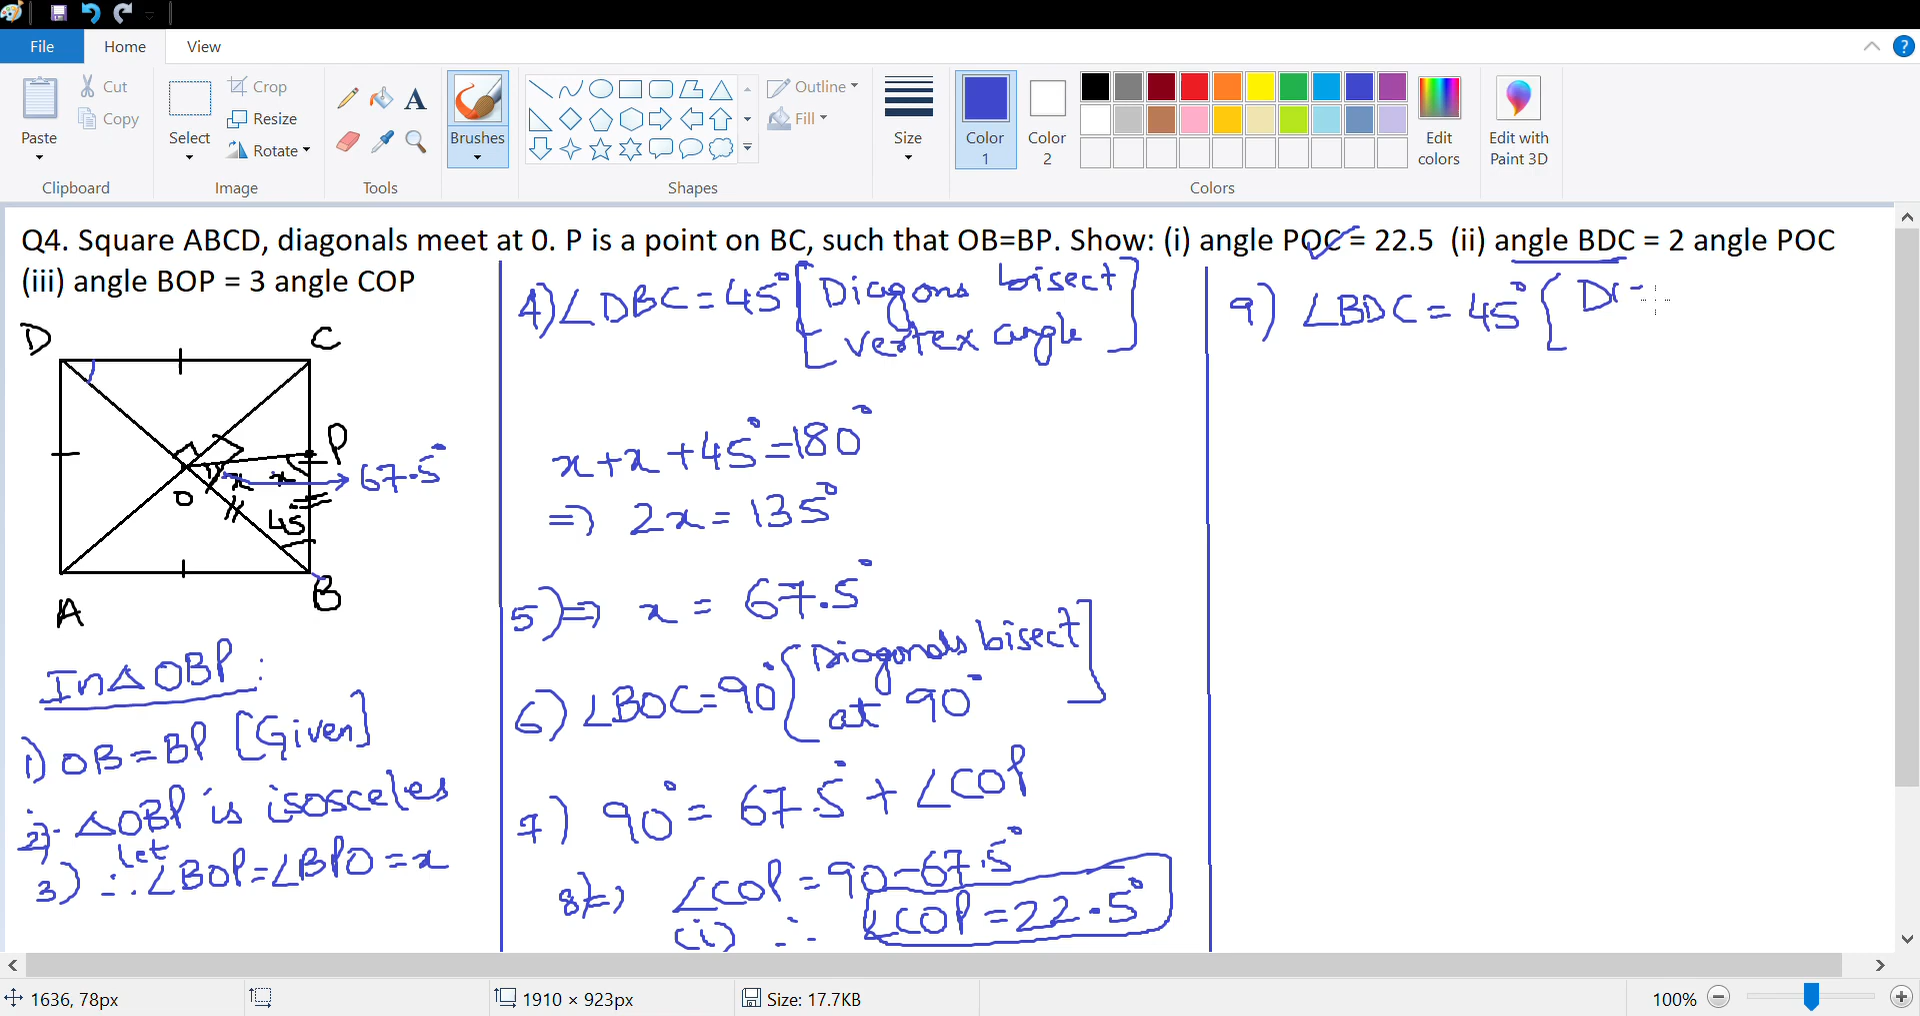 File Home View
Paste
Cut
Copy
Clipboard
Select
Crop
Resize
Rotate
Image
A
Tools
Brushes
Outline
Fill
Shapes
Size
Color
1
Color
2
Edit
colors
Colors
Edit with
Paint 3D
Q4. Square ABCD, diagonals meet at 0. P is a point on BC, such that OB=BP. Show: (i) angle POC = 22.5 (ii) angle BDC = 2 angle POC
(iii) angle BOP = 3 angle COP
D C
P
67.5°
x x
O
45
A B
In △ OBP :
1) OB = BP [Given]
2) ∴ △OBP is isosceles
let
3) ∴ ∠BOP = ∠BPO = x
4) ∠DBC = 45° [Diagons bisect
vertex angle]
x + x + 45° = 180°
⇒ 2x = 135°
5) ⇒ x = 67.5°
6) ∠BOC = 90° [Diagonals bisect
at 90°]
7) 90° = 67.5° + ∠COP
8) ⇒ ∠COP = 90 - 67.5°
(i) ∴ ∠COP = 22.5°
9) ∠BDC = 45° [Di
1636, 78px
1910 × 923px
Size: 17.7KB
100%